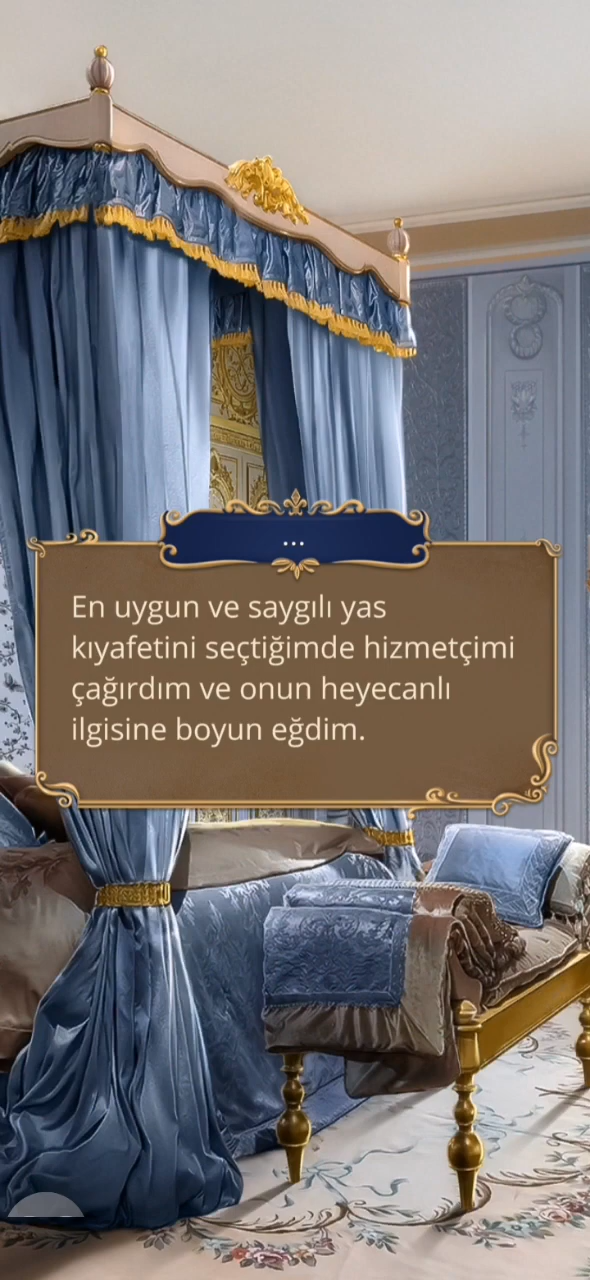 ...
En uygun ve saygılı yas
kıyafetini seçtiğimde hizmetçimi
çağırdım ve onun heyecanlı
ilgisine boyun eğdim.